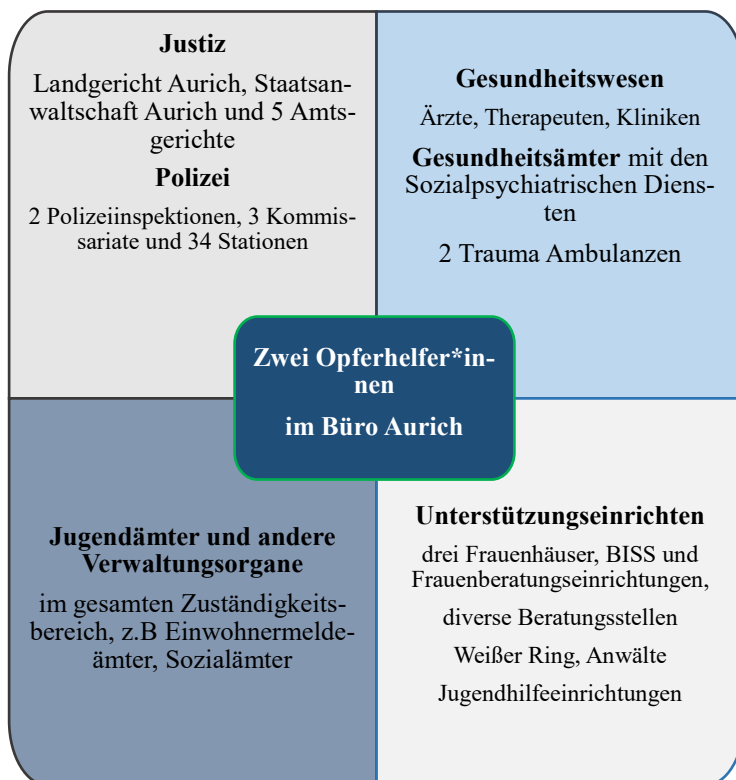 Justiz
Landgericht Aurich, Staatsan-
waltschaft Aurich und 5 Amts-
gerichte
Polizei
2 Polizeiinspektionen, 3 Kommis-
sariate und 34 Stationen
Gesundheitswesen
Ärzte, Therapeuten, Kliniken
Gesundheitsämter mit den
Sozialpsychiatrischen Diens-
ten
2 Trauma Ambulanzen
Zwei Opferhelfer*in-
nen
im Büro Aurich
Jugendämter und andere
Verwaltungsorgane
im gesamten Zuständigkeits-
bereich, z.B Einwohnermelde-
ämter, Sozialämter
Unterstützungseinrichten
drei Frauenhäuser, BISS und
Frauenberatungseinrichtungen,
diverse Beratungsstellen
Weißer Ring, Anwälte
Jugendhilfeeinrichtungen